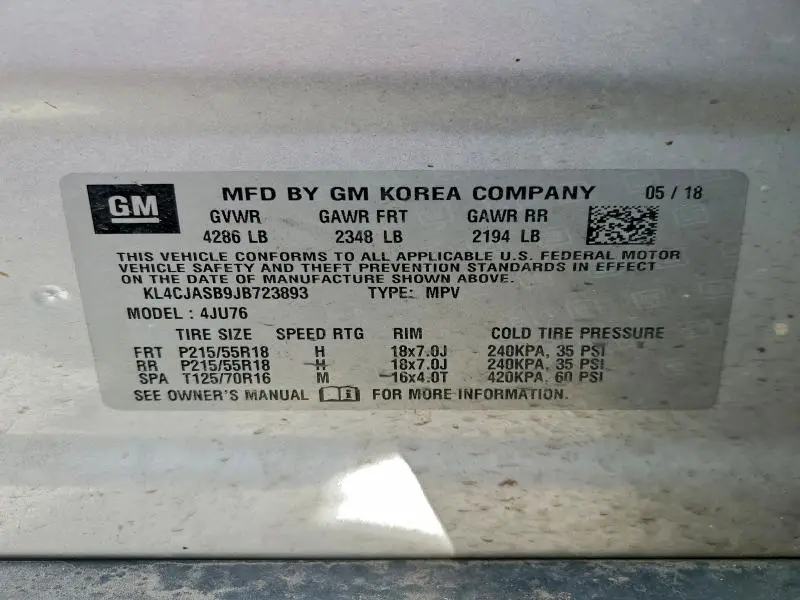 GM MFD BY GM KOREA COMPANY 05 / 18
GVWR GAWR FRT GAWR RR
4286 LB 2348 LB 2194 LB
THIS VEHICLE CONFORMS TO ALL APPLICABLE U.S. FEDERAL MOTOR
VEHICLE SAFETY AND THEFT PREVENTION STANDARDS IN EFFECT
ON THE DATE OF MANUFACTURE SHOWN ABOVE.
KL4CJASB9JB723893 TYPE: MPV
MODEL : 4JU76
TIRE SIZE SPEED RTG RIM COLD TIRE PRESSURE
FRT P215/55R18 H 18x7.0J 240KPA, 35 PSI
RR P215/55R18 H 18x7.0J 240KPA, 35 PSI
SPA T125/70R16 M 16x4.0T 420KPA, 60 PSI
SEE OWNER'S MANUAL FOR MORE INFORMATION.